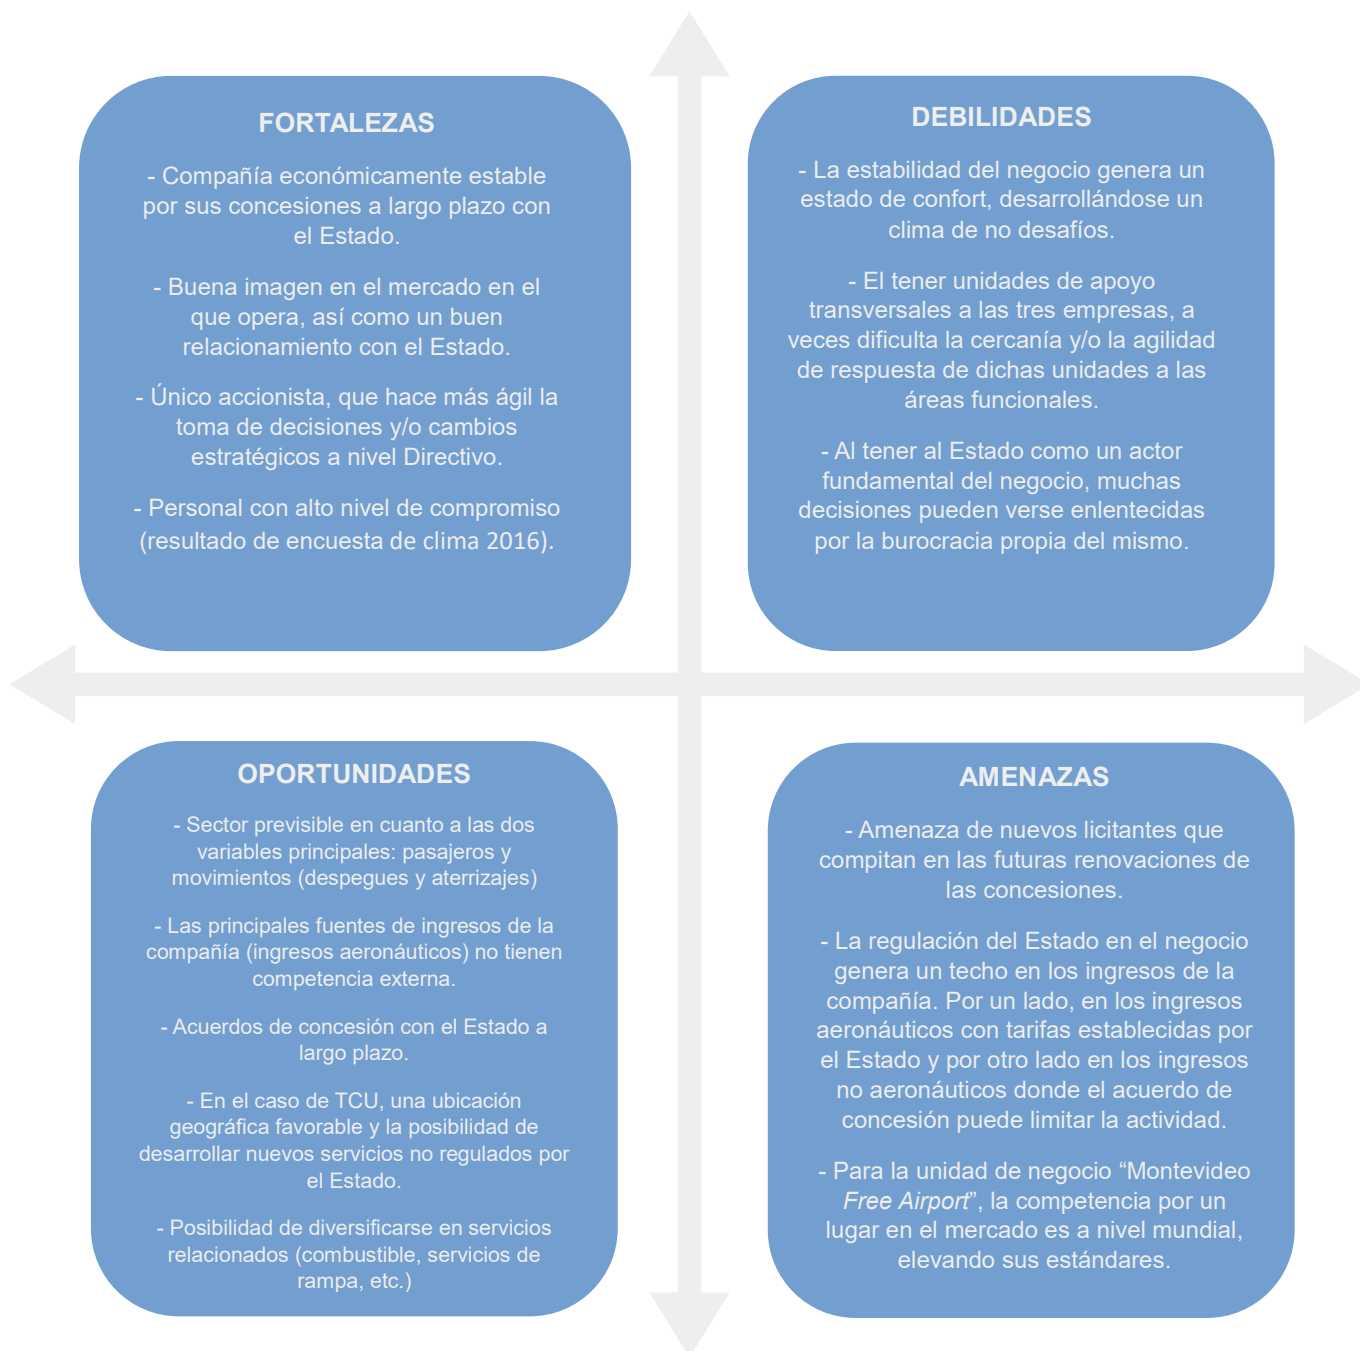 FORTALEZAS
- Compañía económicamente estable
por sus concesiones a largo plazo con
el Estado.
- Buena imagen en el mercado en el
que opera, así como un buen
relacionamiento con el Estado.
- Único accionista, que hace más ágil la
toma de decisiones y/o cambios
estratégicos a nivel Directivo.
- Personal con alto nivel de compromiso
(resultado de encuesta de clima 2016).
DEBILIDADES
- La estabilidad del negocio genera un
estado de confort, desarrollándose un
clima de no desafíos.
- El tener unidades de apoyo
transversales a las tres empresas, a
veces dificulta la cercanía y/o la agilidad
de respuesta de dichas unidades a las
áreas funcionales.
- Al tener al Estado como un actor
fundamental del negocio, muchas
decisiones pueden verse enlentecidas
por la burocracia propia del mismo.
OPORTUNIDADES
- Sector previsible en cuanto a las dos
variables principales: pasajeros y
movimientos (despegues y aterrizajes)
- Las principales fuentes de ingresos de la
compañía (ingresos aeronáuticos) no tienen
competencia externa.
- Acuerdos de concesión con el Estado a
largo plazo.
- En el caso de TCU, una ubicación
geográfica favorable y la posibilidad de
desarrollar nuevos servicios no regulados por
el Estado.
- Posibilidad de diversificarse en servicios
relacionados (combustible, servicios de
rampa, etc.)
AMENAZAS
- Amenaza de nuevos licitantes que
compitan en las futuras renovaciones de
las concesiones.
- La regulación del Estado en el negocio
genera un techo en los ingresos de la
compañía. Por un lado, en los ingresos
aeronáuticos con tarifas establecidas por
el Estado y por otro lado en los ingresos
no aeronáuticos donde el acuerdo de
concesión puede limitar la actividad.
- Para la unidad de negocio “Montevideo
Free Airport”, la competencia por un
lugar en el mercado es a nivel mundial,
elevando sus estándares.